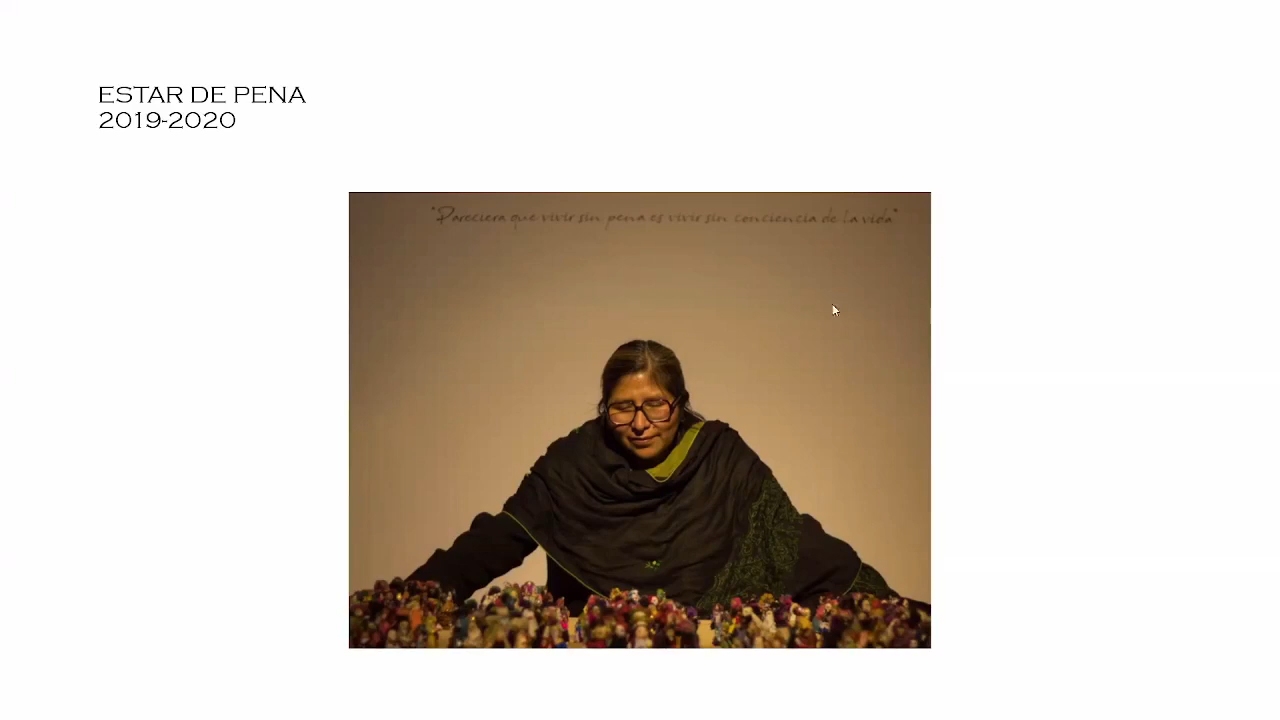 ESTAR DE PENA
2019-2020
"Pareciera que vivir sin pena es vivir sin conciencia de la vida"